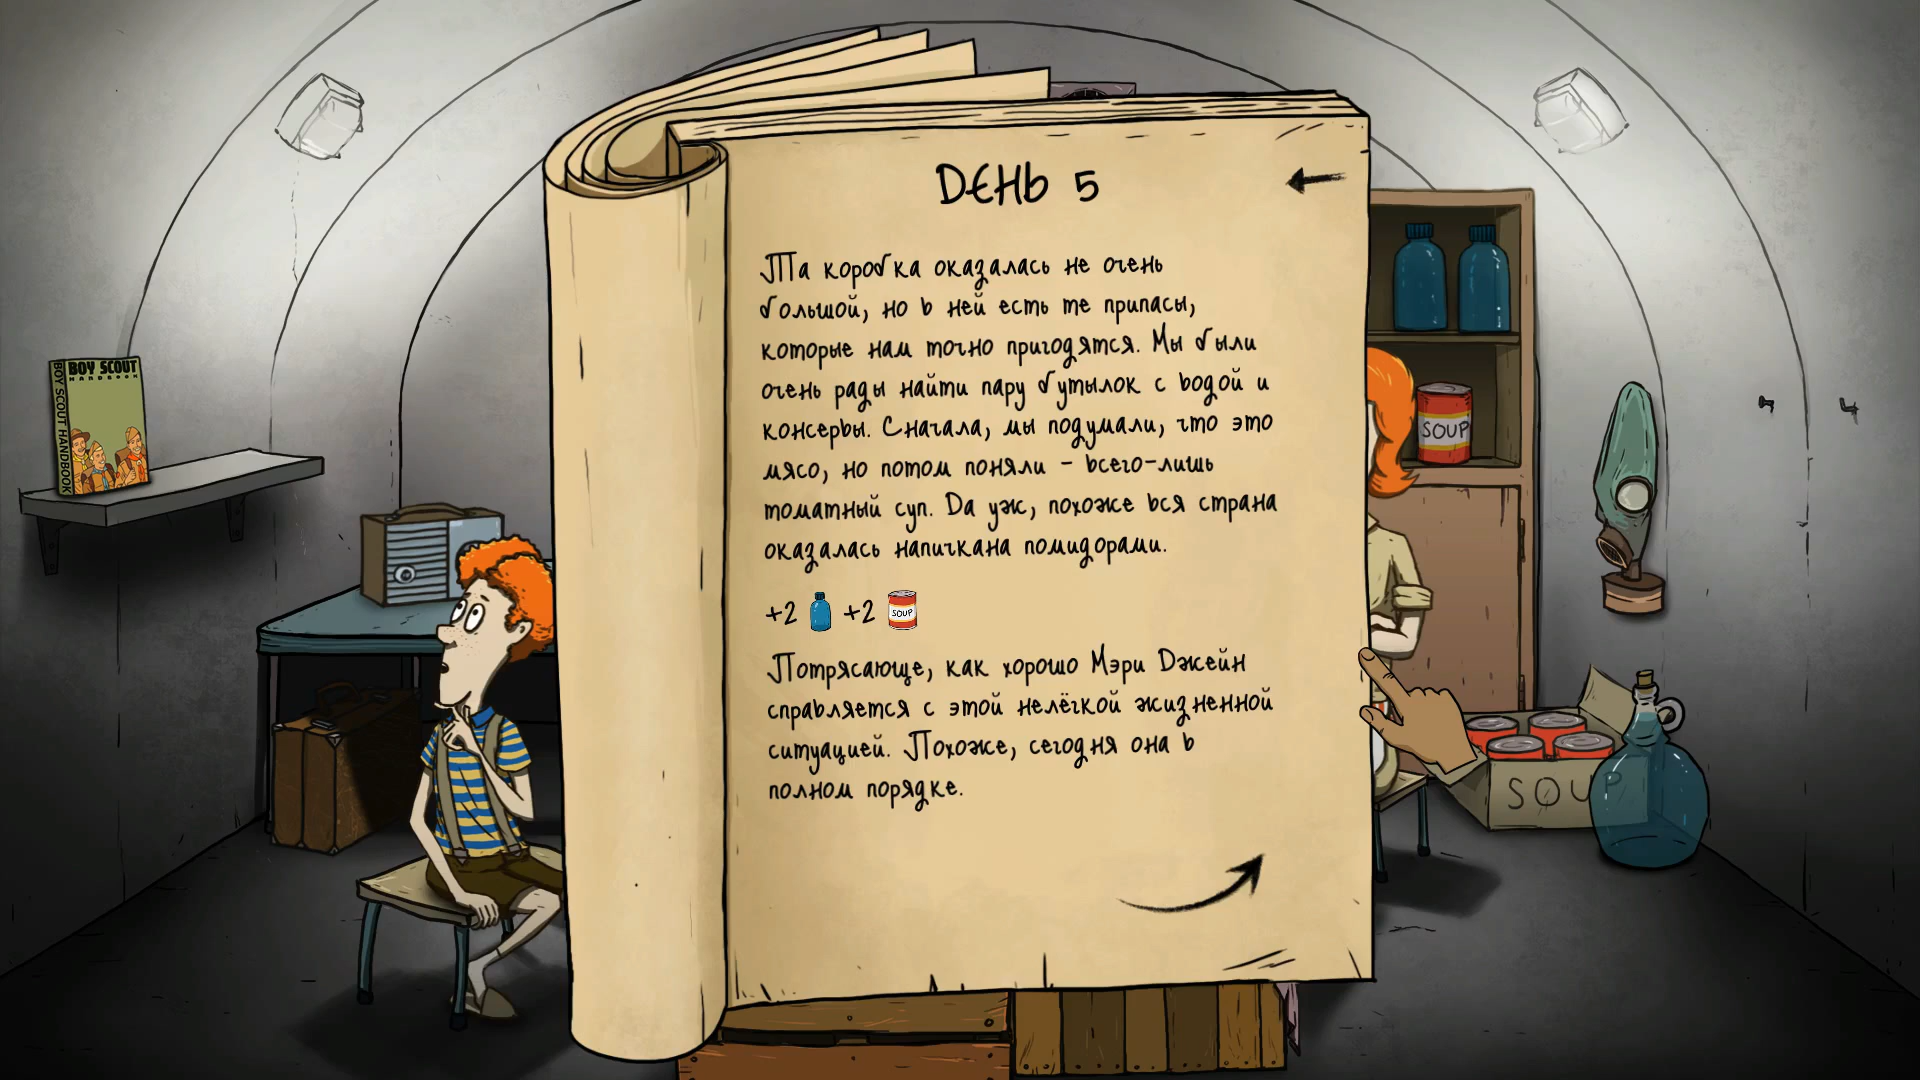 BOY SCOUT
HANDBOOK
BOY SCOUT HANDBOOK
ДЕНЬ 5
Та коробка оказалась не очень
большой, но в ней есть те припасы,
которые нам точно пригодятся. Мы были
очень рады найти пару бутылок с водой и
консервы. Сначала, мы подумали, что это
мясо, но потом поняли - всего-лишь
томатный суп. Да уж, похоже вся страна
оказалась напичкана помидорами.
+2 +2 SOUP
Потрясающе, как хорошо Мэри Джейн
справляется с этой нелёгкой жизненной
ситуацией. Похоже, сегодня она в
полном порядке.
SOUP
SOUP